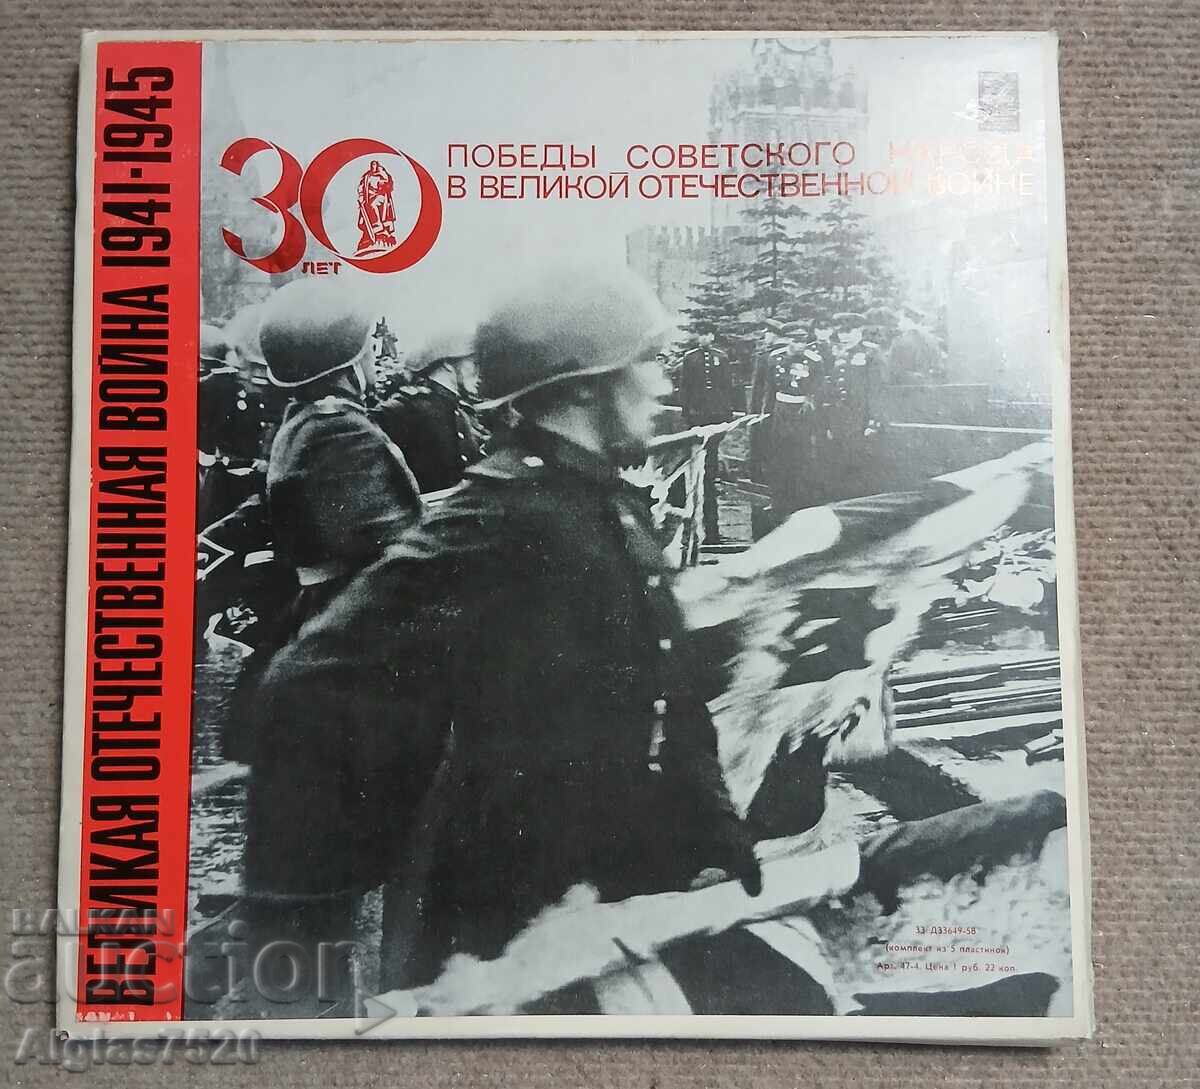 ВЕЛИКАЯ ОТЕЧЕСТВЕННАЯ ВОЙНА 1941-1945
30 ЛЕТ
ПОБЕДЫ СОВЕТСКОГО НАРОДА
В ВЕЛИКОЙ ОТЕЧЕСТВЕННОЙ ВОЙНЕ
33 Д33649-58
(комплект из 5 пластинок)
Арт. 47-4. Цена 1 руб. 22 коп.
BALKAN
auction
Alglas7520